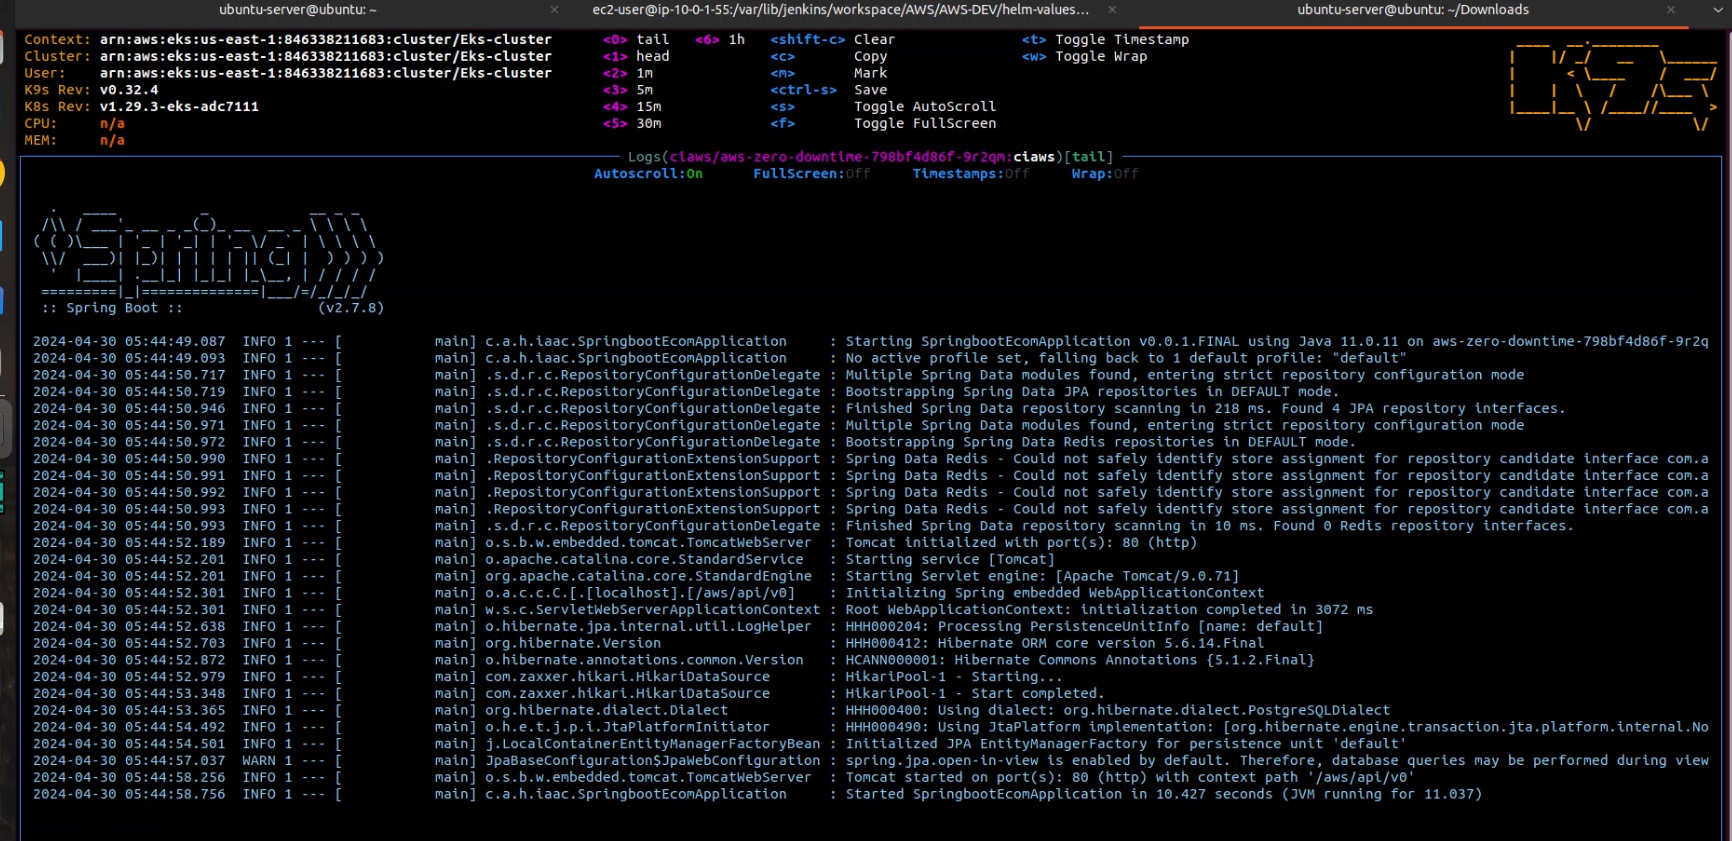 ubuntu-server@ubuntu: ~
ec2-user@ip-10-0-1-55:/var/lib/jenkins/workspace/AWS/AWS-DEV/helm-values...
ubuntu-server@ubuntu: ~/Downloads
Context: arn:aws:eks:us-east-1:846338211683:cluster/Eks-cluster <0> tail <6> 1h <shift-c> Clear <t> Toggle Timestamp
Cluster: arn:aws:eks:us-east-1:846338211683:cluster/Eks-cluster <1> head <c> Copy <w> Toggle Wrap
User: arn:aws:eks:us-east-1:846338211683:cluster/Eks-cluster <2> 1m <m> Mark
K9s Rev: v0.32.4 <3> 5m <ctrl-s> Save
K8s Rev: v1.29.3-eks-adc7111 <4> 15m <s> Toggle AutoScroll
CPU: n/a <5> 30m <f> Toggle FullScreen
MEM: n/a
K9s
Logs(ciaws/aws-zero-downtime-798bf4d86f-9r2qm:ciaws)[tail]
Autoscroll:On FullScreen:Off Timestamps:Off Wrap:Off
Spring
:: Spring Boot :: (v2.7.8)
2024-04-30 05:44:49.087 INFO 1 --- [ main] c.a.h.iaac.SpringbootEcomApplication : Starting SpringbootEcomApplication v0.0.1.FINAL using Java 11.0.11 on aws-zero-downtime-798bf4d86f-9r2q
2024-04-30 05:44:49.093 INFO 1 --- [ main] c.a.h.iaac.SpringbootEcomApplication : No active profile set, falling back to 1 default profile: "default"
2024-04-30 05:44:50.717 INFO 1 --- [ main] .s.d.r.c.RepositoryConfigurationDelegate : Multiple Spring Data modules found, entering strict repository configuration mode
2024-04-30 05:44:50.719 INFO 1 --- [ main] .s.d.r.c.RepositoryConfigurationDelegate : Bootstrapping Spring Data JPA repositories in DEFAULT mode.
2024-04-30 05:44:50.946 INFO 1 --- [ main] .s.d.r.c.RepositoryConfigurationDelegate : Finished Spring Data repository scanning in 218 ms. Found 4 JPA repository interfaces.
2024-04-30 05:44:50.971 INFO 1 --- [ main] .s.d.r.c.RepositoryConfigurationDelegate : Multiple Spring Data modules found, entering strict repository configuration mode
2024-04-30 05:44:50.972 INFO 1 --- [ main] .s.d.r.c.RepositoryConfigurationDelegate : Bootstrapping Spring Data Redis repositories in DEFAULT mode.
2024-04-30 05:44:50.990 INFO 1 --- [ main] .RepositoryConfigurationExtensionSupport : Spring Data Redis - Could not safely identify store assignment for repository candidate interface com.a
2024-04-30 05:44:50.991 INFO 1 --- [ main] .RepositoryConfigurationExtensionSupport : Spring Data Redis - Could not safely identify store assignment for repository candidate interface com.a
2024-04-30 05:44:50.992 INFO 1 --- [ main] .RepositoryConfigurationExtensionSupport : Spring Data Redis - Could not safely identify store assignment for repository candidate interface com.a
2024-04-30 05:44:50.993 INFO 1 --- [ main] .RepositoryConfigurationExtensionSupport : Spring Data Redis - Could not safely identify store assignment for repository candidate interface com.a
2024-04-30 05:44:50.993 INFO 1 --- [ main] .s.d.r.c.RepositoryConfigurationDelegate : Finished Spring Data repository scanning in 10 ms. Found 0 Redis repository interfaces.
2024-04-30 05:44:52.189 INFO 1 --- [ main] o.s.b.w.embedded.tomcat.TomcatWebServer : Tomcat initialized with port(s): 80 (http)
2024-04-30 05:44:52.201 INFO 1 --- [ main] o.apache.catalina.core.StandardService : Starting service [Tomcat]
2024-04-30 05:44:52.201 INFO 1 --- [ main] org.apache.catalina.core.StandardEngine : Starting Servlet engine: [Apache Tomcat/9.0.71]
2024-04-30 05:44:52.301 INFO 1 --- [ main] o.a.c.c.C.[.[localhost].[/aws/api/v0] : Initializing Spring embedded WebApplicationContext
2024-04-30 05:44:52.301 INFO 1 --- [ main] w.s.c.ServletWebServerApplicationContext : Root WebApplicationContext: initialization completed in 3072 ms
2024-04-30 05:44:52.638 INFO 1 --- [ main] o.hibernate.jpa.internal.util.LogHelper : HHH000204: Processing PersistenceUnitInfo [name: default]
2024-04-30 05:44:52.703 INFO 1 --- [ main] org.hibernate.Version : HHH000412: Hibernate ORM core version 5.6.14.Final
2024-04-30 05:44:52.872 INFO 1 --- [ main] o.hibernate.annotations.common.Version : HCANN000001: Hibernate Commons Annotations {5.1.2.Final}
2024-04-30 05:44:52.979 INFO 1 --- [ main] com.zaxxer.hikari.HikariDataSource : HikariPool-1 - Starting...
2024-04-30 05:44:53.348 INFO 1 --- [ main] com.zaxxer.hikari.HikariDataSource : HikariPool-1 - Start completed.
2024-04-30 05:44:53.365 INFO 1 --- [ main] org.hibernate.dialect.Dialect : HHH000400: Using dialect: org.hibernate.dialect.PostgreSQLDialect
2024-04-30 05:44:54.492 INFO 1 --- [ main] o.h.e.t.j.p.i.JtaPlatformInitiator : HHH000490: Using JtaPlatform implementation: [org.hibernate.engine.transaction.jta.platform.internal.No
2024-04-30 05:44:54.501 INFO 1 --- [ main] j.LocalContainerEntityManagerFactoryBean : Initialized JPA EntityManagerFactory for persistence unit 'default'
2024-04-30 05:44:57.037 WARN 1 --- [ main] JpaBaseConfiguration$JpaWebConfiguration : spring.jpa.open-in-view is enabled by default. Therefore, database queries may be performed during view
2024-04-30 05:44:58.256 INFO 1 --- [ main] o.s.b.w.embedded.tomcat.TomcatWebServer : Tomcat started on port(s): 80 (http) with context path '/aws/api/v0'
2024-04-30 05:44:58.756 INFO 1 --- [ main] c.a.h.iaac.SpringbootEcomApplication : Started SpringbootEcomApplication in 10.427 seconds (JVM running for 11.037)